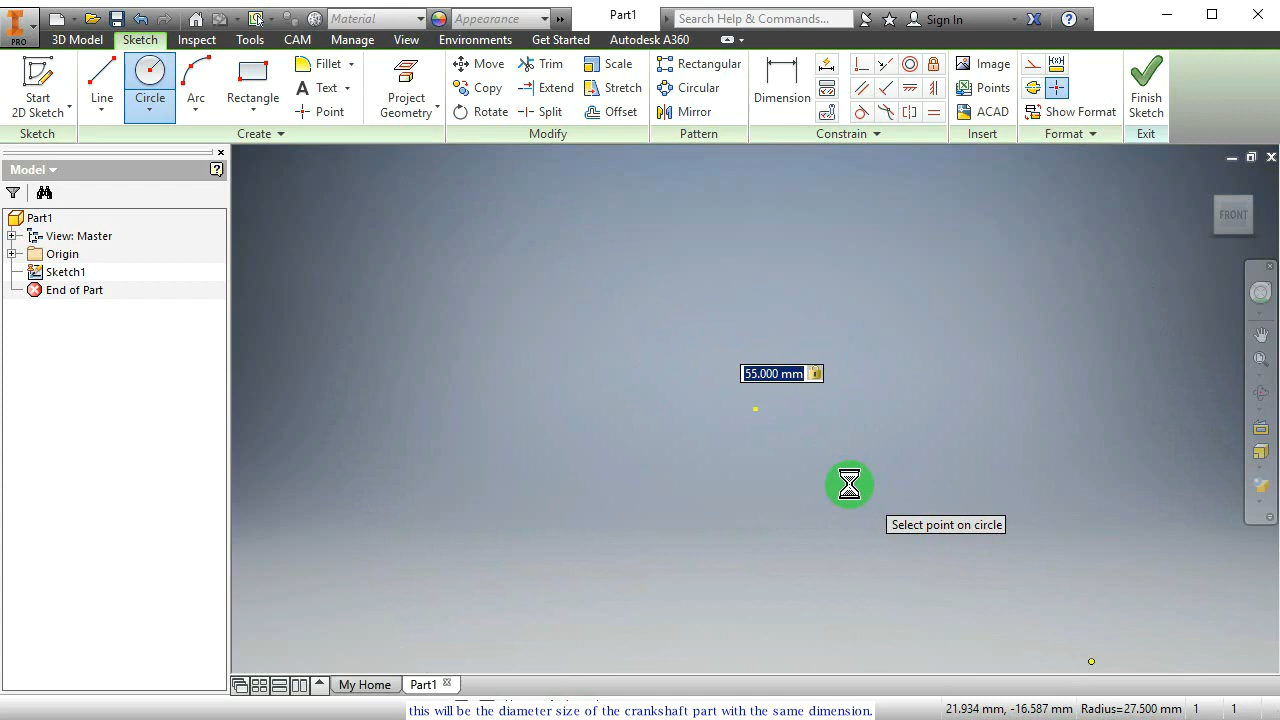 Material
Appearance
Part1
Search Help & Commands...
Sign In
PRO
3D Model
Sketch
Inspect
Tools
CAM
Manage
View
Environments
Get Started
Autodesk A360
Start
2D Sketch
Line
Circle
Arc
Rectangle
Fillet
Text
Point
Project
Geometry
Move
Copy
Rotate
Trim
Extend
Split
Scale
Stretch
Offset
Rectangular
Circular
Mirror
Dimension
Image
Points
ACAD
Show Format
Finish
Sketch
Sketch
Create
Modify
Pattern
Constrain
Insert
Format
Exit
Model
Part1
View: Master
Origin
Sketch1
End of Part
FRONT
55.000 mm
Select point on circle
My Home
Part1
this will be the diameter size of the crankshaft part with the same dimension.
21.934 mm, -16.587 mm
Radius=27.500 mm
1
1